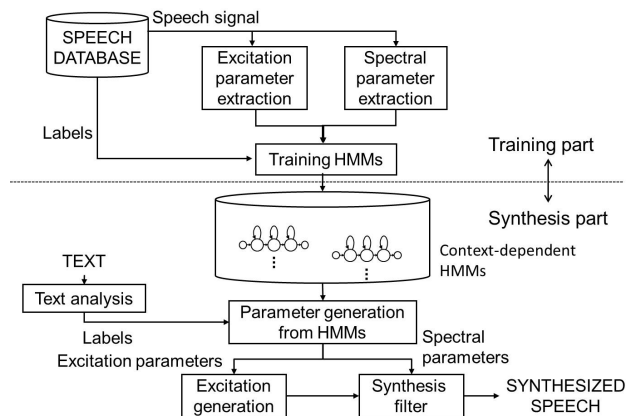 Speech signal
SPEECH
DATABASE
Excitation
parameter
extraction
Spectral
parameter
extraction
Labels
Training HMMs
Training part
Synthesis part
Context-dependent
HMMs
TEXT
Text analysis
Labels
Parameter generation
from HMMs
Excitation parameters
Spectral
parameters
Excitation
generation
Synthesis
filter
SYNTHESIZED
SPEECH